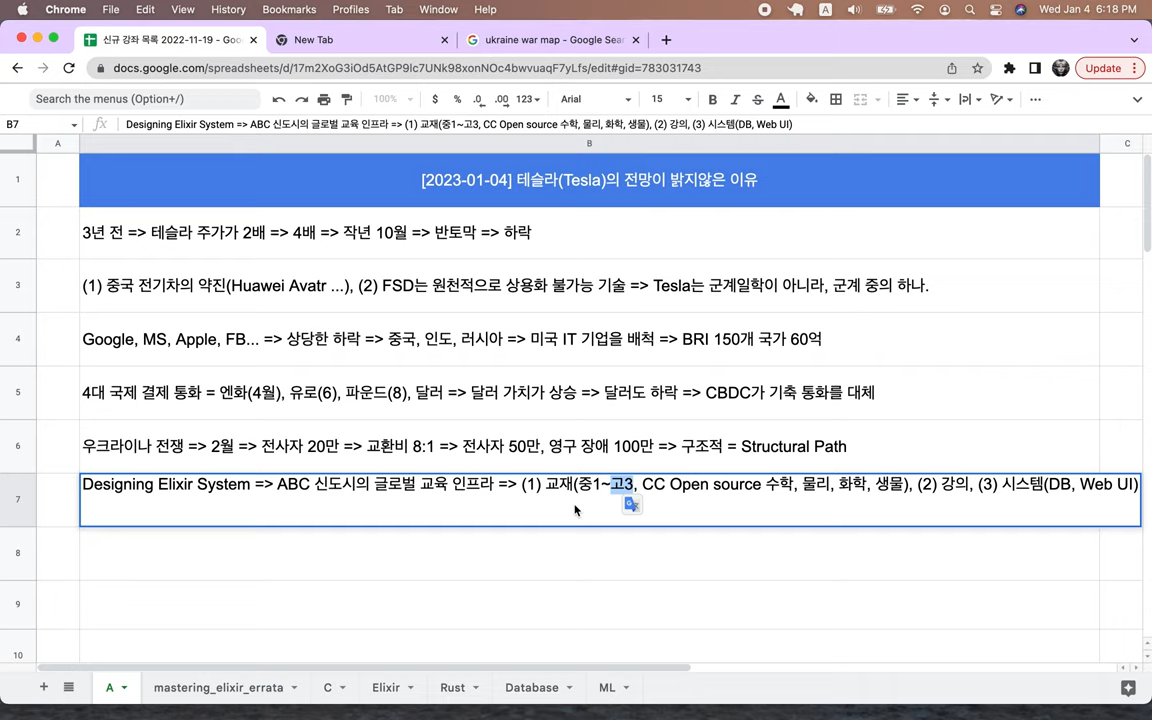 Chrome File Edit View History Bookmarks Profiles Tab Window Help A Wed Jan 4 6:18 PM
신규 강좌 목록 2022-11-19 - Goo New Tab ukraine war map - Google Sear
docs.google.com/spreadsheets/d/17m2XoG3iOd5AtGP9lc7UNk98xonNOc4bwvuaqF7yLfs/edit#gid=783031743 Update
Search the menus (Option+/) 100% $ % .0 .00 123 Arial 15 B I S A
B7 fx Designing Elixir System => ABC 신도시의 글로벌 교육 인프라 => (1) 교재(중1~고3, CC Open source 수학, 물리, 화학, 생물), (2) 강의, (3) 시스템(DB, Web UI)
A B C
1 [2023-01-04] 테슬라(Tesla)의 전망이 밝지않은 이유
2 3년 전 => 테슬라 주가가 2배 => 4배 => 작년 10월 => 반토막 => 하락
3 (1) 중국 전기차의 약진(Huawei Avatr ...), (2) FSD는 원천적으로 상용화 불가능 기술 => Tesla는 군계일학이 아니라, 군계 중의 하나.
4 Google, MS, Apple, FB... => 상당한 하락 => 중국, 인도, 러시아 => 미국 IT 기업을 배척 => BRI 150개 국가 60억
5 4대 국제 결제 통화 = 엔화(4월), 유로(6), 파운드(8), 달러 => 달러 가치가 상승 => 달러도 하락 => CBDC가 기축 통화를 대체
6 우크라이나 전쟁 => 2월 => 전사자 20만 => 교환비 8:1 => 전사자 50만, 영구 장애 100만 => 구조적 = Structural Path
7 Designing Elixir System => ABC 신도시의 글로벌 교육 인프라 => (1) 교재(중1~고3, CC Open source 수학, 물리, 화학, 생물), (2) 강의, (3) 시스템(DB, Web UI)
8
9
10
A mastering_elixir_errata C Elixir Rust Database ML